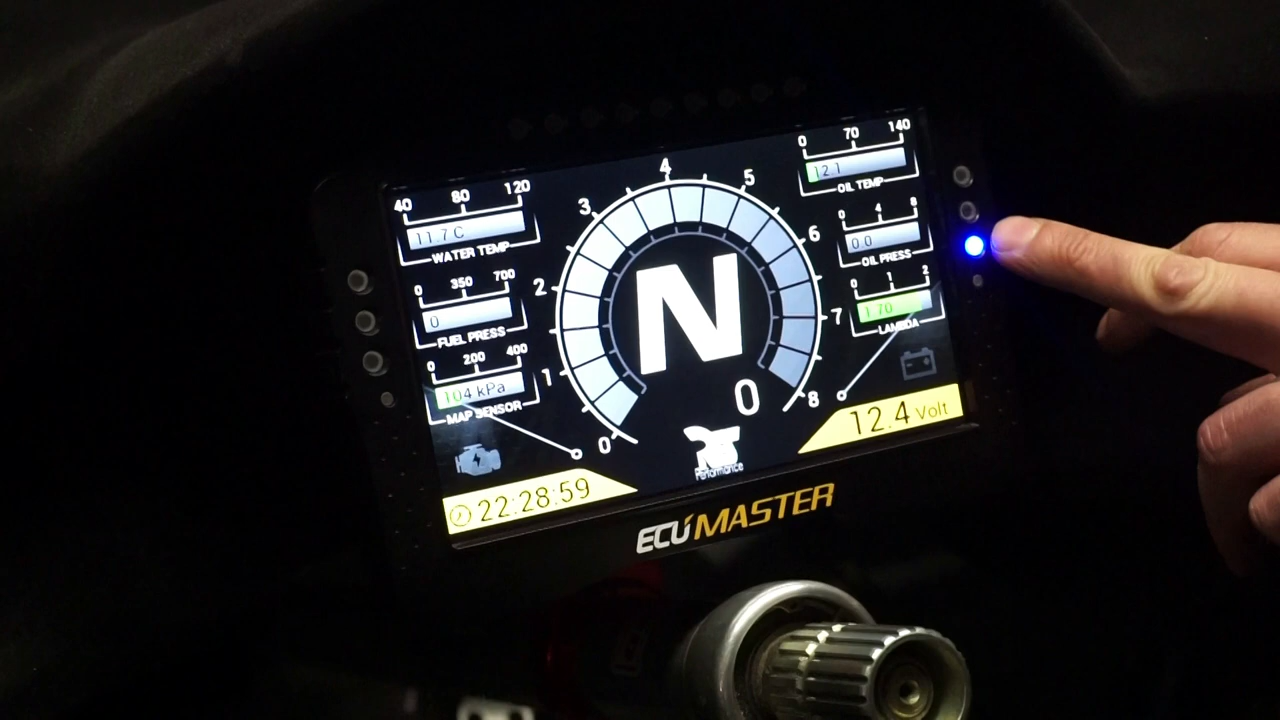 40 80 120
11.7 C
WATER TEMP
0 350 700
0
FUEL PRESS
0 200 400
104 kPa
MAP SENSOR
22:28:59
0 1 2 3 4 5 6 7 8
N
0
Performance
0 70 140
12.1
OIL TEMP
0 4 8
0.0
OIL PRESS
0 1 2
1.70
LAMBDA
12.4 Volt
ECUMASTER